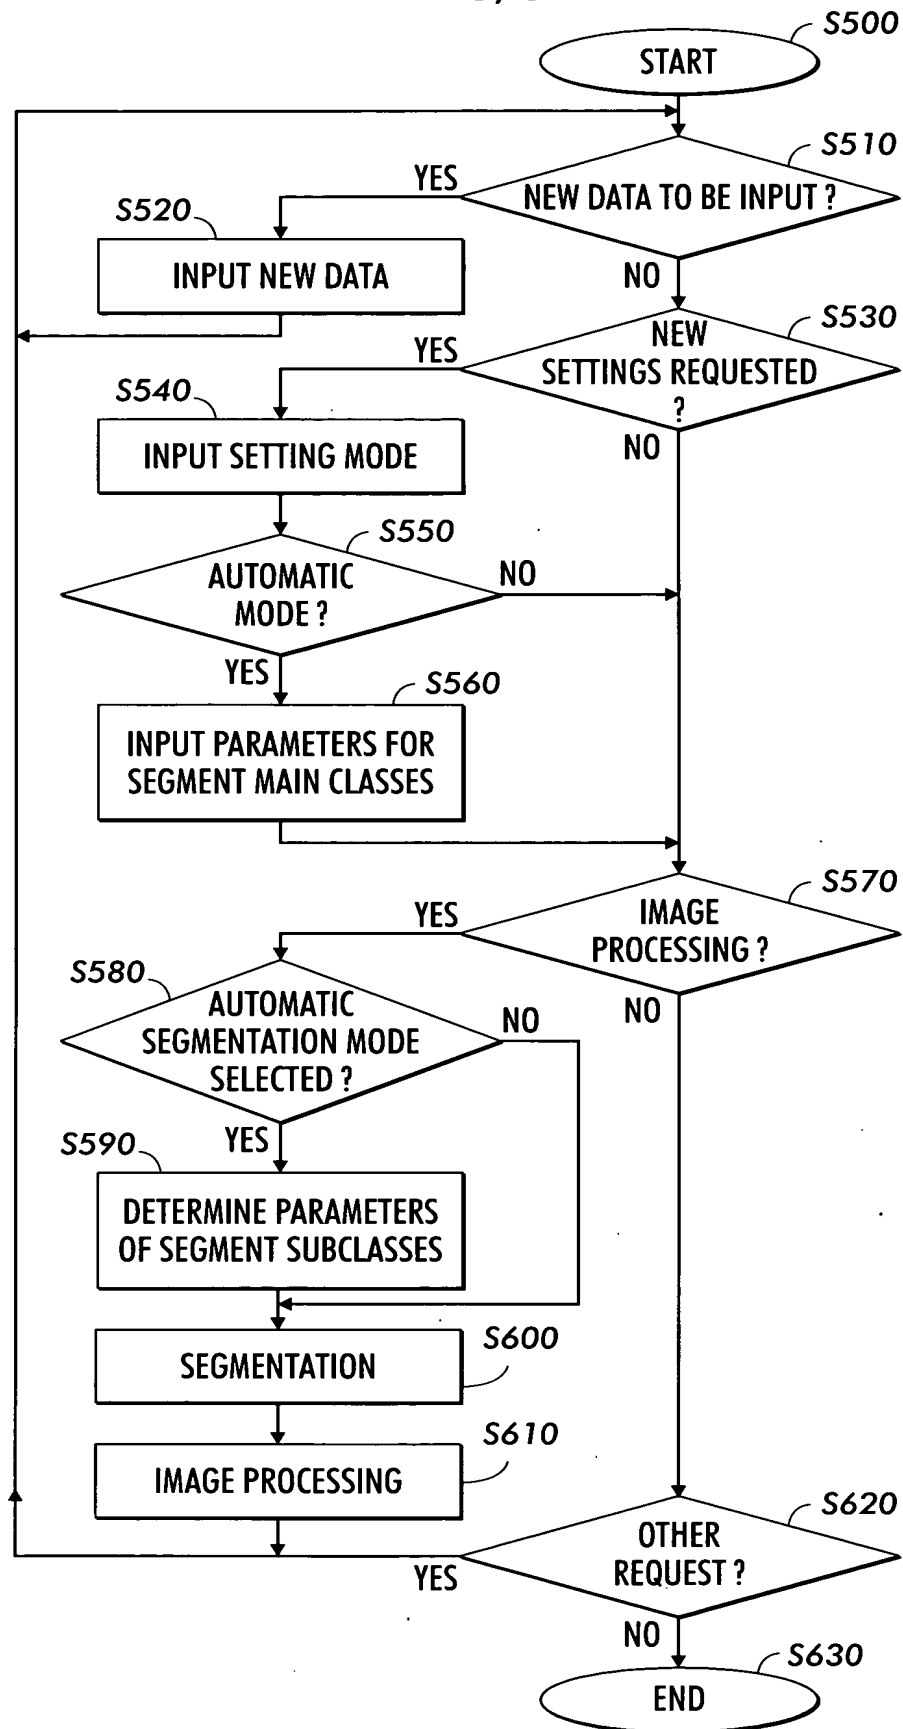 S500
START
S510
NEW DATA TO BE INPUT ?
YES
NO
S520
INPUT NEW DATA
S530
NEW
SETTINGS REQUESTED
?
YES
NO
S540
INPUT SETTING MODE
S550
AUTOMATIC
MODE ?
NO
YES
S560
INPUT PARAMETERS FOR
SEGMENT MAIN CLASSES
S570
IMAGE
PROCESSING ?
YES
NO
S580
AUTOMATIC
SEGMENTATION MODE
SELECTED ?
NO
YES
S590
DETERMINE PARAMETERS
OF SEGMENT SUBCLASSES
S600
SEGMENTATION
S610
IMAGE PROCESSING
S620
OTHER
REQUEST ?
YES
NO
S630
END